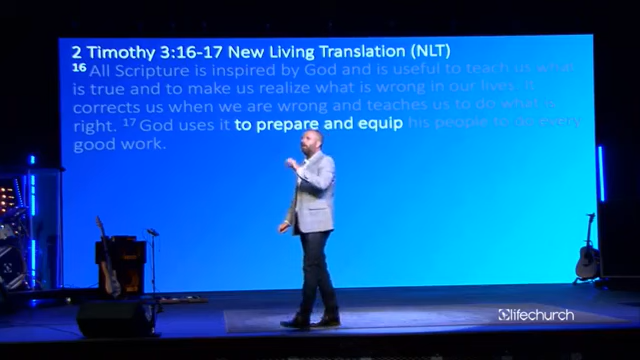 2 Timothy 3:16-17 New Living Translation (NLT)
16 All Scripture is inspired by God and is useful to teach us what
is true and to make us realize what is wrong in our lives. It
corrects us when we are wrong and teaches us to do what is
right. 17 God uses it to prepare and equip his people to do every
good work.
lifechurch